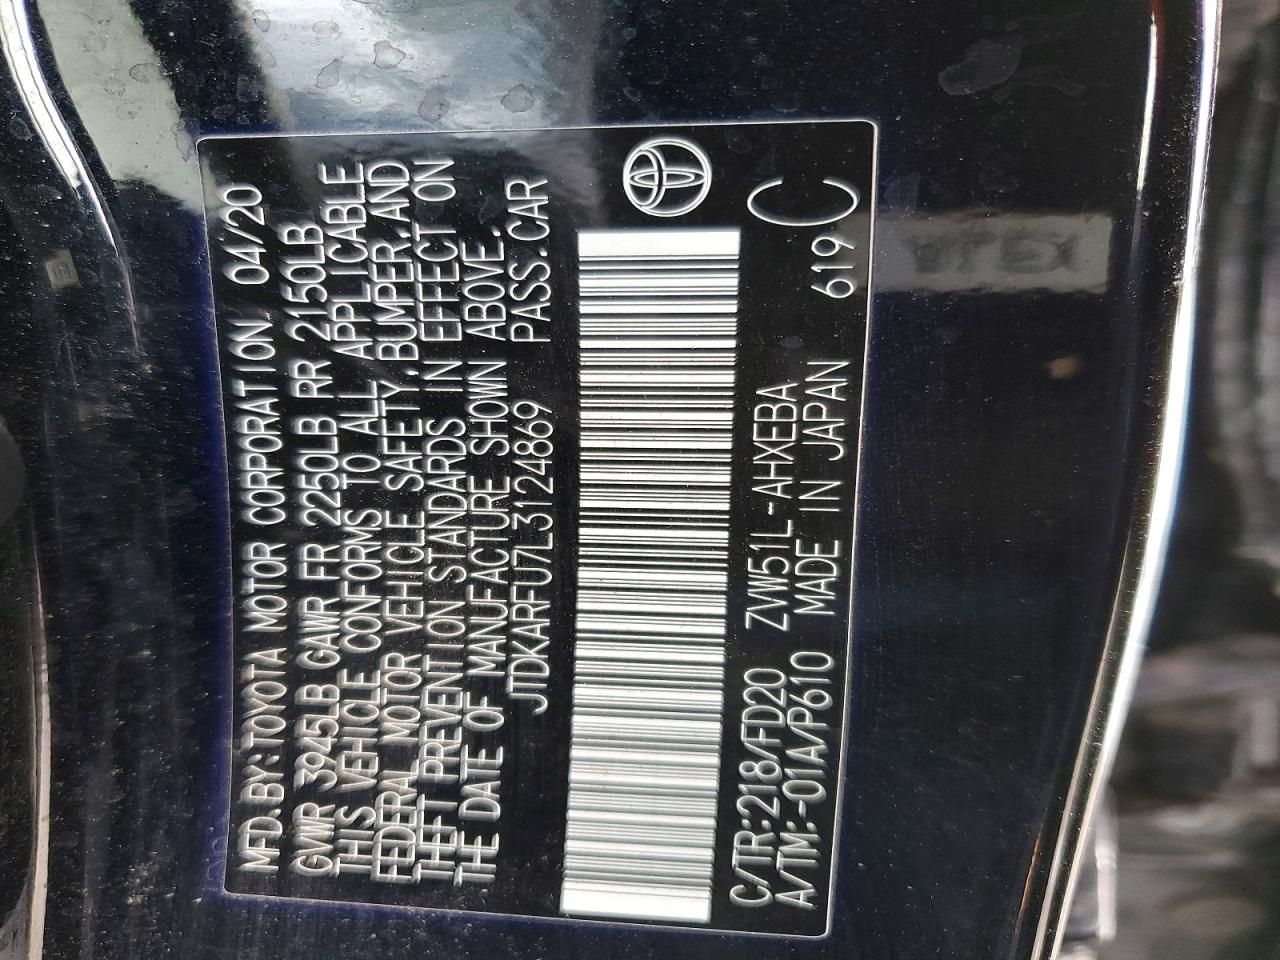 MFD.BY:TOYOTA MOTOR CORPORATION 04/20
GVWR 3945LB GAWR FR 2250LB RR 2150LB
THIS VEHICLE CONFORMS TO ALL APPLICABLE
FEDERAL MOTOR VEHICLE SAFETY,BUMPER,AND
THEFT PREVENTION STANDARDS IN EFFECT ON
THE DATE OF MANUFACTURE SHOWN ABOVE.
JTDKARFU7L3124869 PASS.CAR
C/TR:218/FD20 ZVW51L-AHXEBA
A/TM:-01A/P610 MADE IN JAPAN 619 C